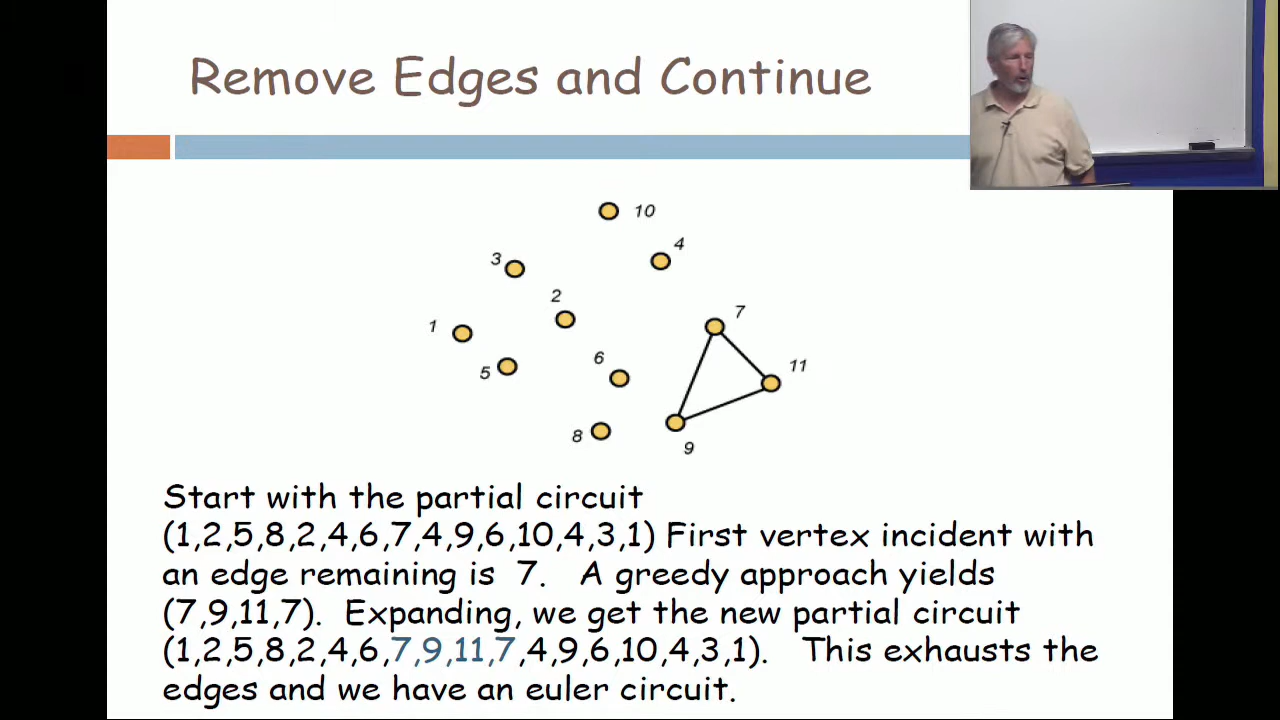 Remove Edges and Continue
10
4
3
2
7
1
6
11
5
8
9
Start with the partial circuit
(1,2,5,8,2,4,6,7,4,9,6,10,4,3,1) First vertex incident with
an edge remaining is 7. A greedy approach yields
(7,9,11,7). Expanding, we get the new partial circuit
(1,2,5,8,2,4,6,7,9,11,7,4,9,6,10,4,3,1). This exhausts the
edges and we have an euler circuit.